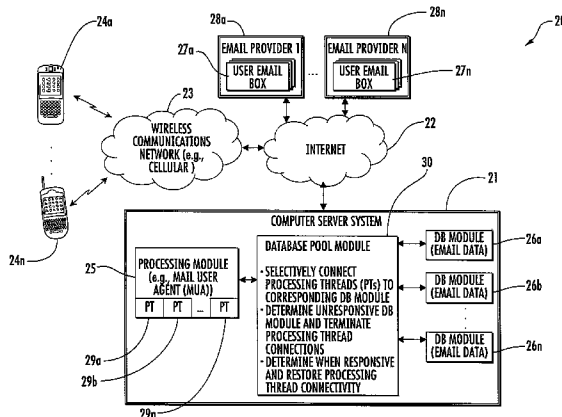 24a
28a
28n
20
EMAIL PROVIDER 1
EMAIL PROVIDER N
27a
USER EMAIL BOX
...
USER EMAIL BOX
27n
23
WIRELESS COMMUNICATIONS NETWORK (e.g., CELLULAR )
INTERNET
22
30
21
24n
COMPUTER SERVER SYSTEM
25
PROCESSING MODULE (e.g., MAIL USER AGENT (MUA))
PT PT ... PT
29a
29b
29n
DATABASE POOL MODULE
• SELECTIVELY CONNECT PROCESSING THREADS (PTs) TO CORRESPONDING DB MODULE
• DETERMINE UNRESPONSIVE DB MODULE AND TERMINATE PROCESSING THREAD CONNECTIONS
• DETERMINE WHEN RESPONSIVE AND RESTORE PROCESSING THREAD CONNECTIVITY
DB MODULE (EMAIL DATA)
26a
DB MODULE (EMAIL DATA)
26b
DB MODULE (EMAIL DATA)
26n